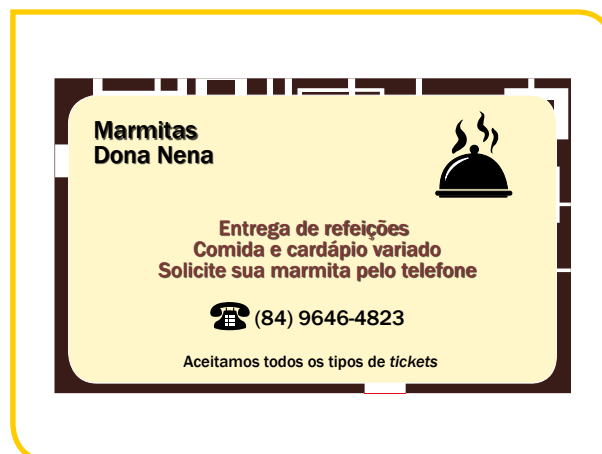 Marmitas
Dona Nena
Entrega de refeições
Comida e cardápio variado
Solicite sua marmita pelo telefone
(84) 9646-4823
Aceitamos todos os tipos de tickets